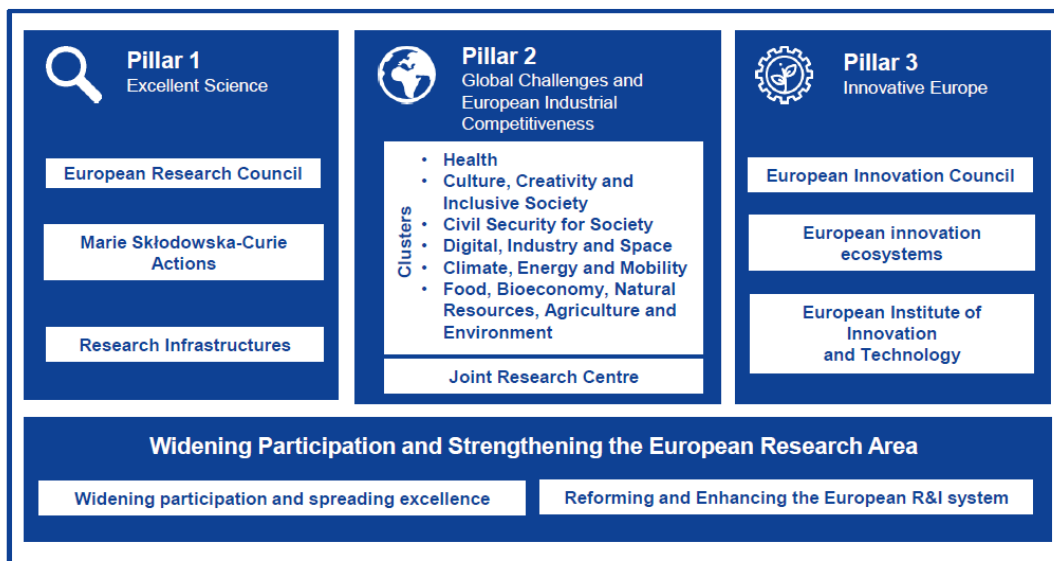 Pillar 1
Excellent Science
European Research Council
Marie Skłodowska-Curie
Actions
Research Infrastructures
Pillar 2
Global Challenges and
European Industrial
Competitiveness
Clusters
• Health
• Culture, Creativity and
Inclusive Society
• Civil Security for Society
• Digital, Industry and Space
• Climate, Energy and Mobility
• Food, Bioeconomy, Natural
Resources, Agriculture and
Environment
Joint Research Centre
Pillar 3
Innovative Europe
European Innovation Council
European innovation
ecosystems
European Institute of
Innovation
and Technology
Widening Participation and Strengthening the European Research Area
Widening participation and spreading excellence
Reforming and Enhancing the European R&I system